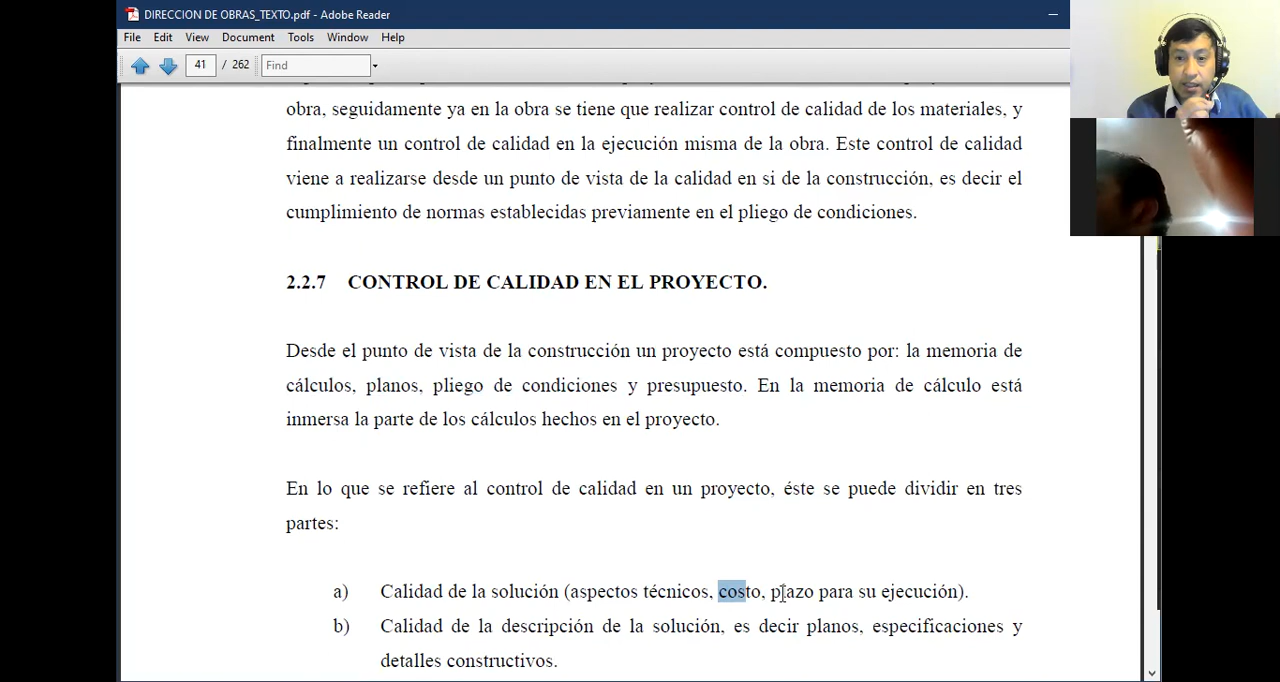 DIRECCION DE OBRAS_TEXTO.pdf - Adobe Reader
File Edit View Document Tools Window Help
41 / 262 Find
obra, seguidamente ya en la obra se tiene que realizar control de calidad de los materiales, y
finalmente un control de calidad en la ejecución misma de la obra. Este control de calidad
viene a realizarse desde un punto de vista de la calidad en si de la construcción, es decir el
cumplimiento de normas establecidas previamente en el pliego de condiciones.
2.2.7 CONTROL DE CALIDAD EN EL PROYECTO.
Desde el punto de vista de la construcción un proyecto está compuesto por: la memoria de
cálculos, planos, pliego de condiciones y presupuesto. En la memoria de cálculo está
inmersa la parte de los cálculos hechos en el proyecto.
En lo que se refiere al control de calidad en un proyecto, éste se puede dividir en tres
partes:
a) Calidad de la solución (aspectos técnicos, costo, plazo para su ejecución).
b) Calidad de la descripción de la solución, es decir planos, especificaciones y
detalles constructivos.